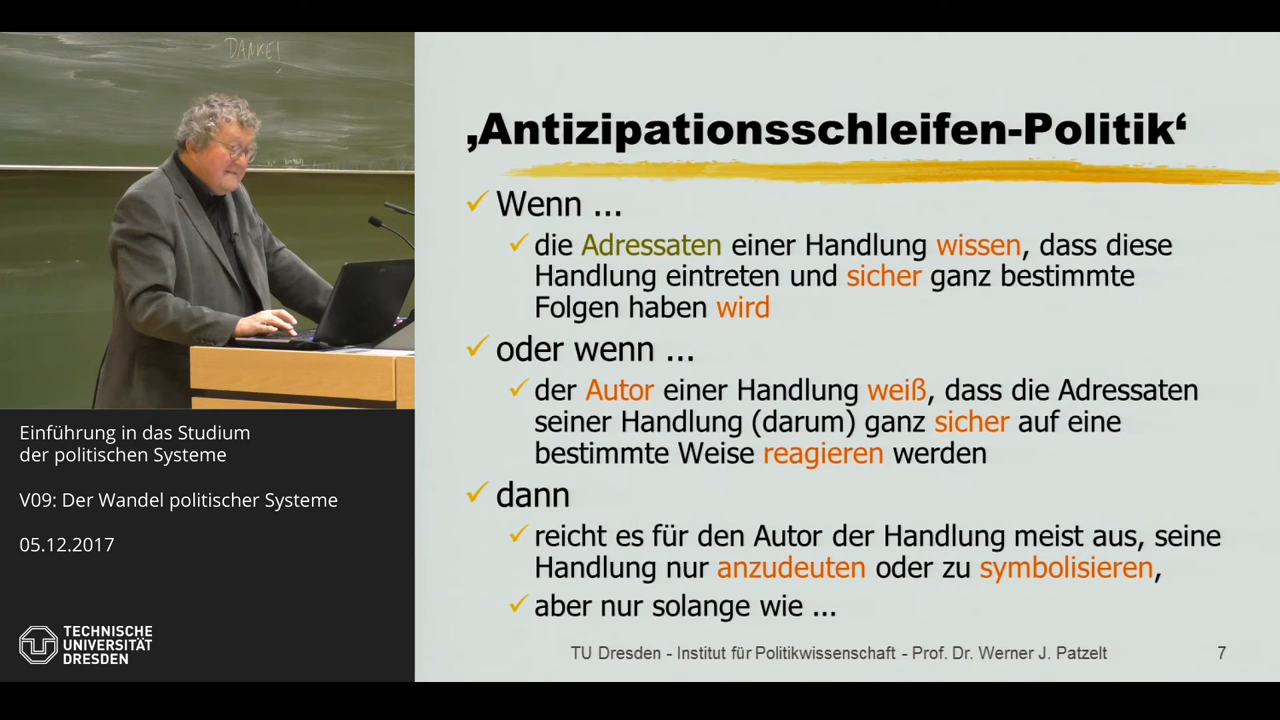 DANKE!
‚Antizipationsschleifen-Politik‘
Wenn ...
die Adressaten einer Handlung wissen, dass diese
Handlung eintreten und sicher ganz bestimmte
Folgen haben wird
oder wenn ...
der Autor einer Handlung weiß, dass die Adressaten
seiner Handlung (darum) ganz sicher auf eine
bestimmte Weise reagieren werden
dann
reicht es für den Autor der Handlung meist aus, seine
Handlung nur anzudeuten oder zu symbolisieren,
aber nur solange wie ...
TU Dresden - Institut für Politikwissenschaft - Prof. Dr. Werner J. Patzelt
7
Einführung in das Studium
der politischen Systeme
V09: Der Wandel politischer Systeme
05.12.2017
TECHNISCHE
UNIVERSITÄT
DRESDEN